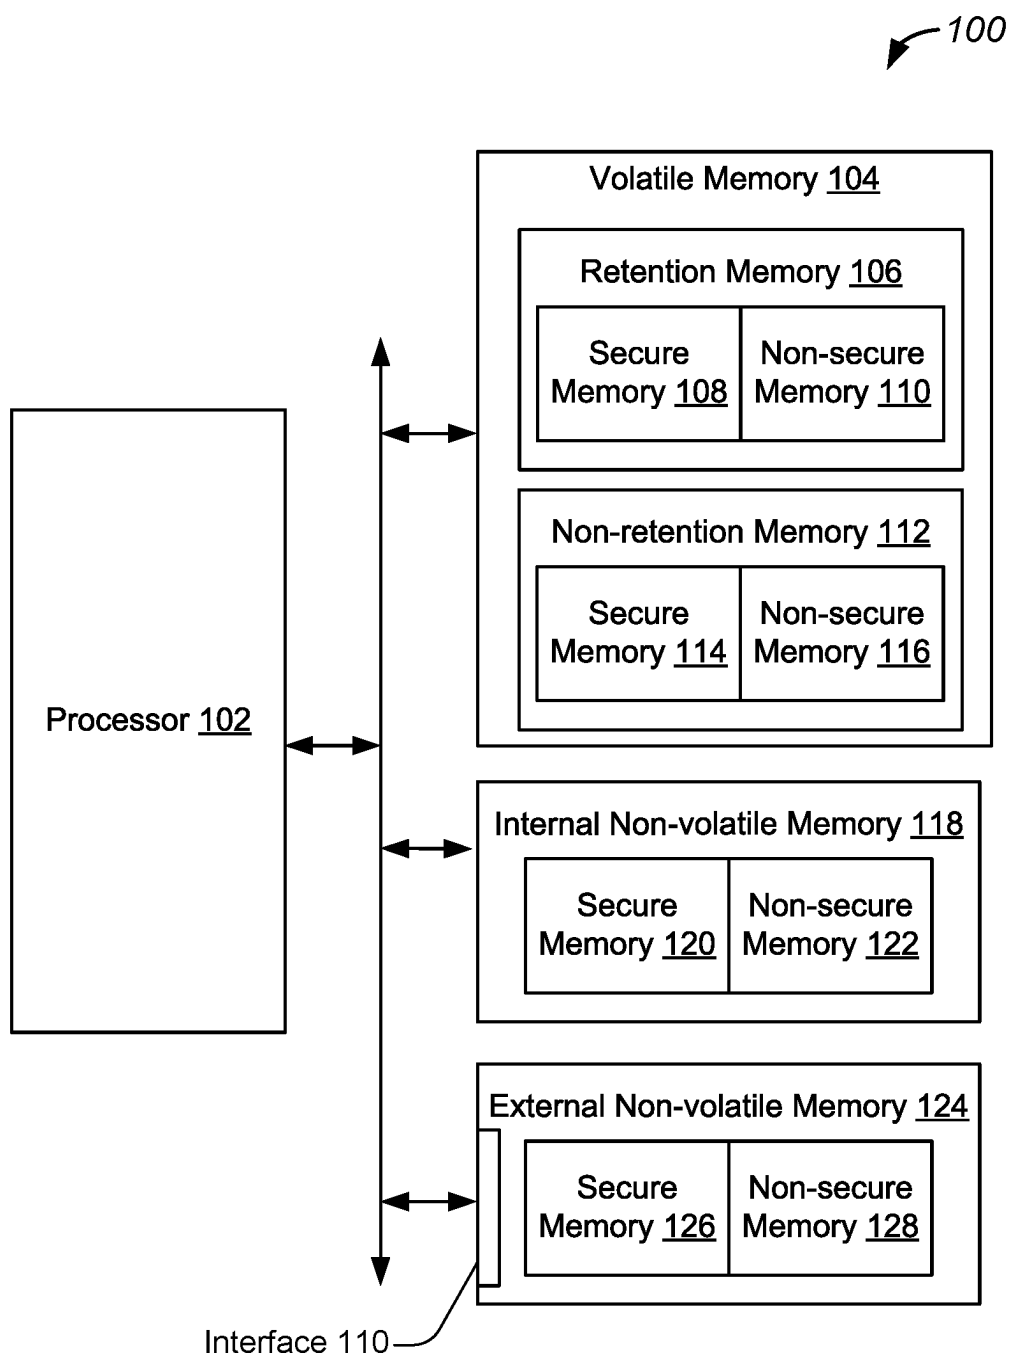 100
Volatile Memory 104
Retention Memory 106
Secure
Memory 108
Non-secure
Memory 110
Non-retention Memory 112
Secure
Memory 114
Non-secure
Memory 116
Processor 102
Internal Non-volatile Memory 118
Secure
Memory 120
Non-secure
Memory 122
External Non-volatile Memory 124
Secure
Memory 126
Non-secure
Memory 128
Interface 110